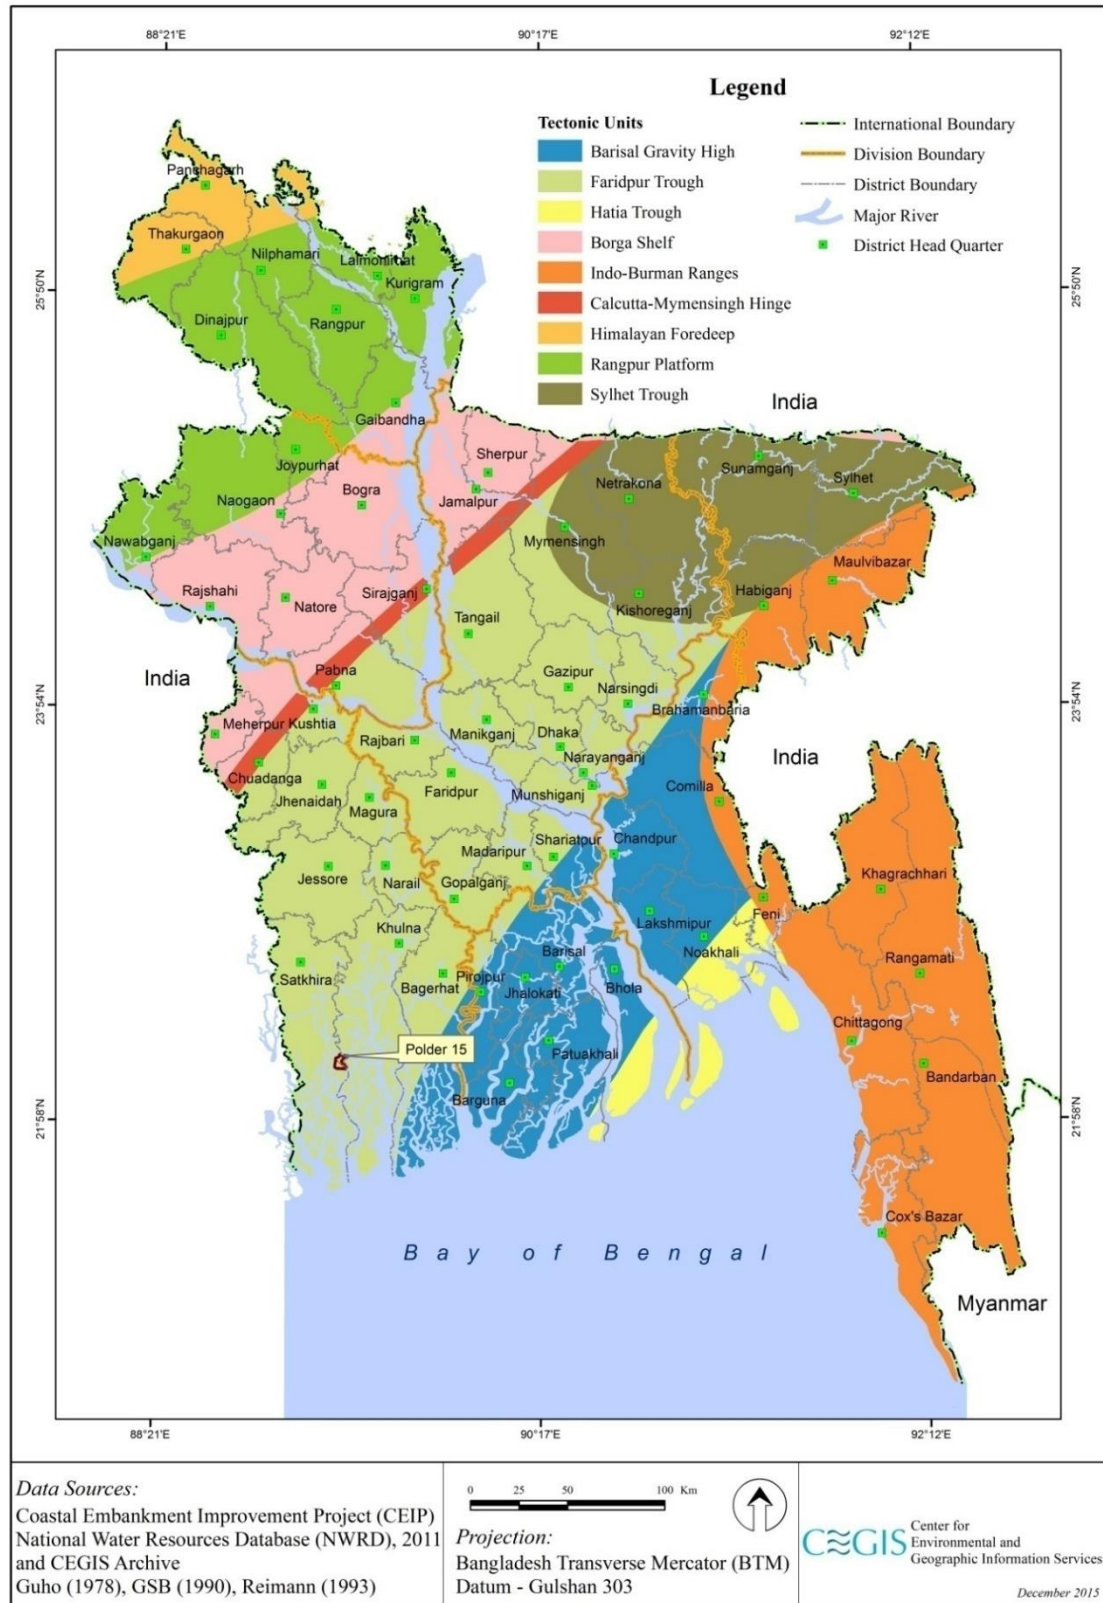 88°21'E
90°17'E
92°12'E
Legend
Tectonic Units
Barisal Gravity High
Faridpur Trough
Hatia Trough
Borga Shelf
Indo-Burman Ranges
Calcutta-Mymensingh Hinge
Himalayan Foredeep
Rangpur Platform
Sylhet Trough
International Boundary
Division Boundary
District Boundary
Major River
District Head Quarter
25°50'N
25°50'N
23°54'N
23°54'N
21°58'N
21°58'N
Panchagarh
Thakurgaon
Nilphamari
Lalmonirhat
Kurigram
Dinajpur
Rangpur
Gaibandha
India
Joypurhat
Sherpur
Sunamganj
Netrakona
Sylhet
Naogaon
Bogra
Jamalpur
Nawabganj
Mymensingh
Maulvibazar
Rajshahi
Natore
Sirajganj
Kishoreganj
Habiganj
Tangail
India
Pabna
Gazipur
Narsingdi
Brahamanbaria
Meherpur
Kushtia
Rajbari
Manikganj
Dhaka
Narayanganj
India
Chuadanga
Jhenaidah
Magura
Faridpur
Munshiganj
Comilla
Shariatpur
Chandpur
Madaripur
Jessore
Narail
Gopalganj
Khagrachhari
Feni
Lakshmipur
Khulna
Noakhali
Satkhira
Barisal
Rangamati
Bagerhat
Pirojpur
Jhalokati
Bhola
Chittagong
Polder 15
Patuakhali
Bandarban
Barguna
Cox's Bazar
Bay of Bengal
Myanmar
88°21'E
90°17'E
92°12'E
Data Sources:
Coastal Embankment Improvement Project (CEIP)
National Water Resources Database (NWRD), 2011
and CEGIS Archive
Guho (1978), GSB (1990), Reimann (1993)
0 25 50 100 Km
Projection:
Bangladesh Transverse Mercator (BTM)
Datum - Gulshan 303
CEGIS
Center for
Environmental and
Geographic Information Services
December 2015